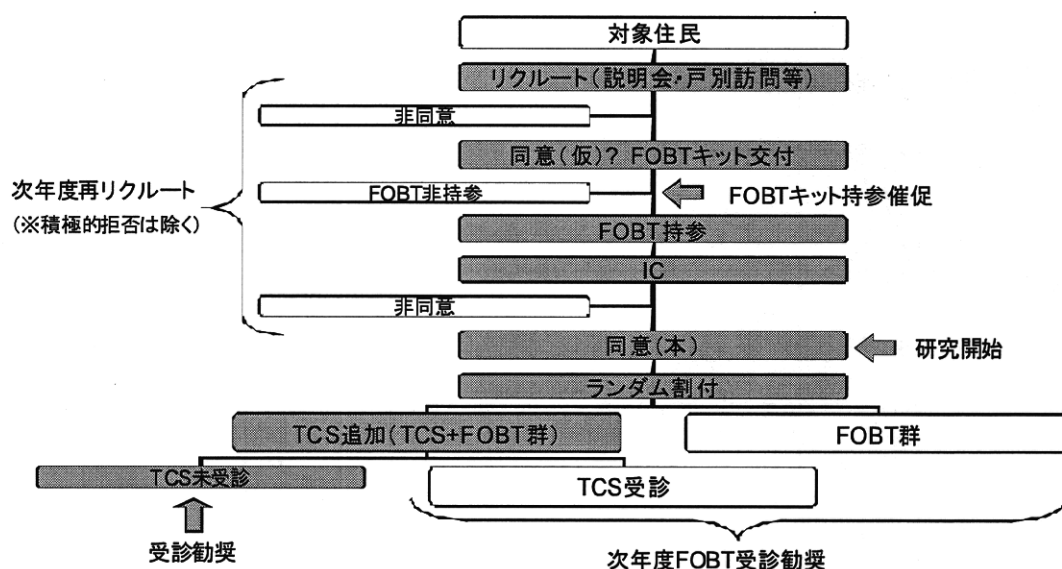 対象住民
リクルート(説明会・戸別訪問等)
非同意
同意(仮)? FOBTキット交付
次年度再リクルート
(※積極的拒否は除く)
FOBT非持参
FOBTキット持参催促
FOBT持参
IC
非同意
同意(本)
研究開始
ランダム割付
TCS追加(TCS+FOBT群)
FOBT群
TCS未受診
TCS受診
受診勧奨
次年度FOBT受診勧奨